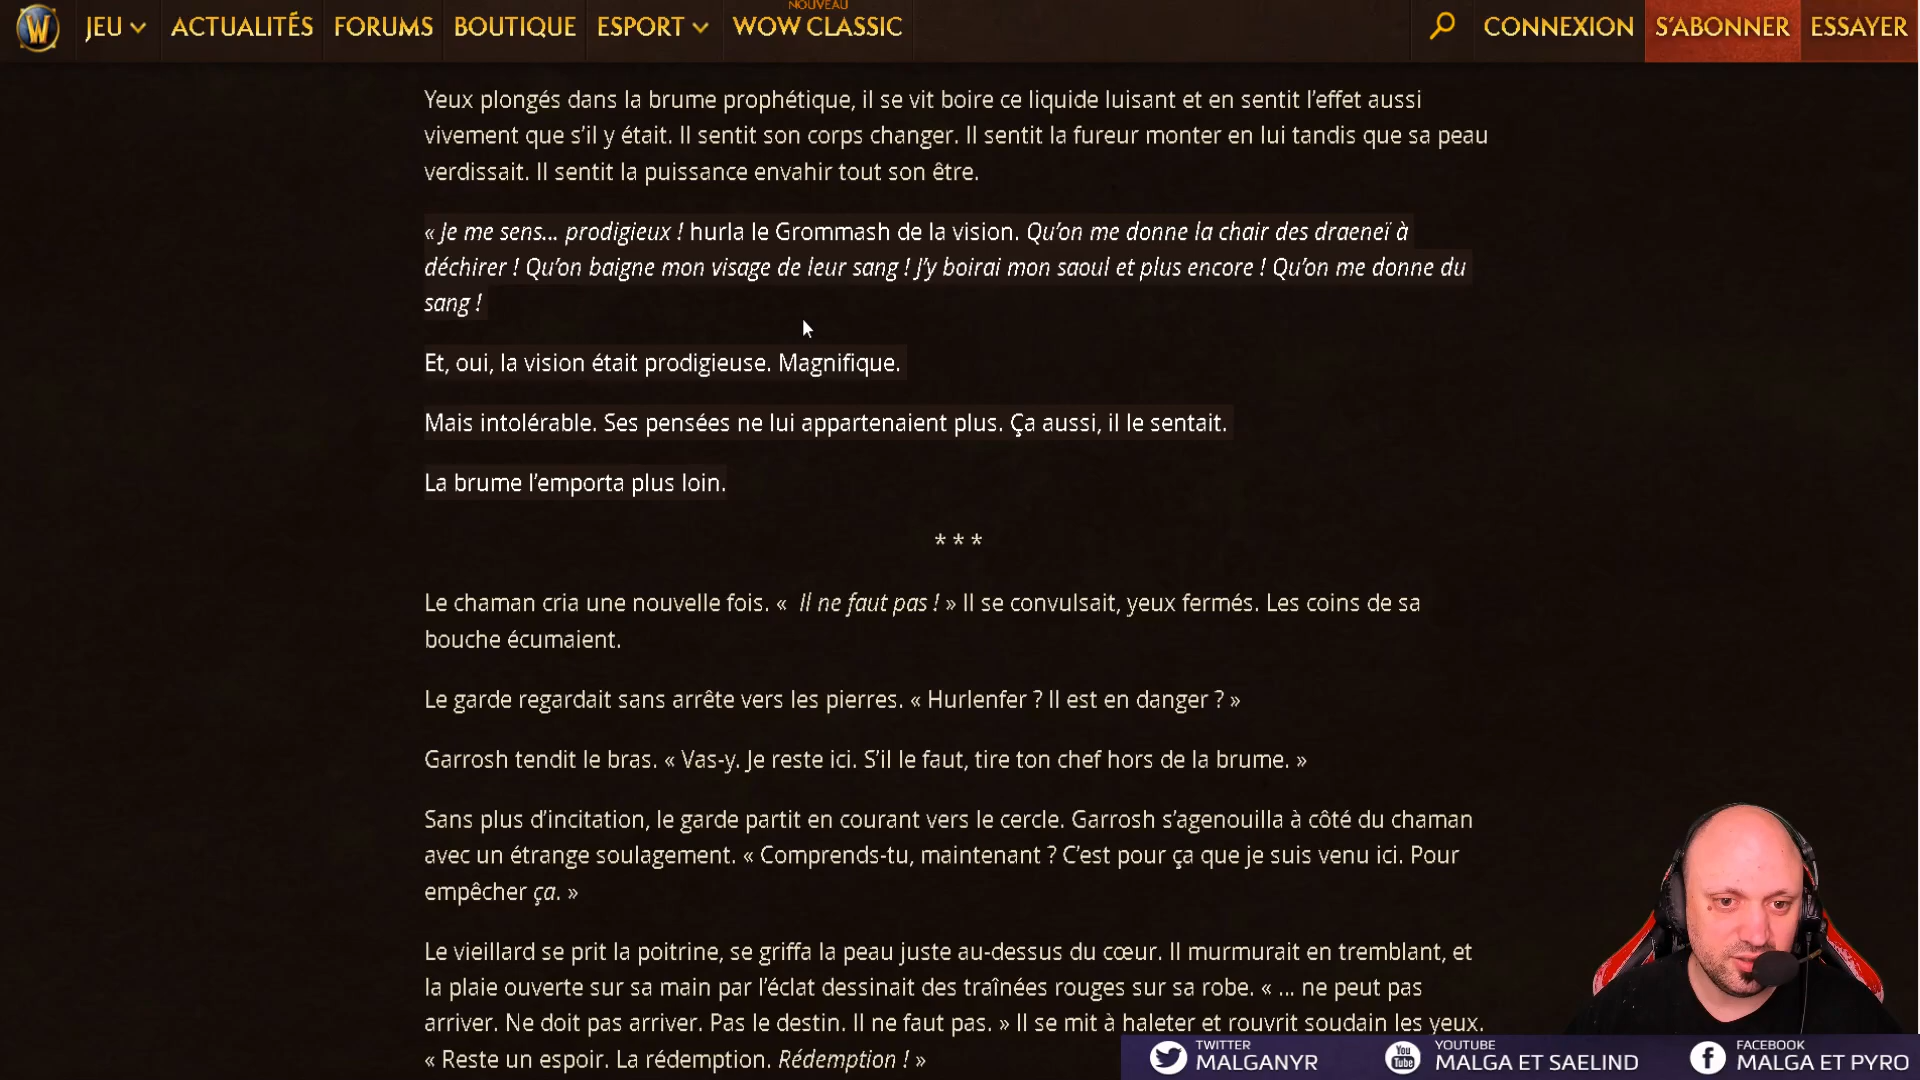 NOUVEAU
JEU ACTUALITÉS FORUMS BOUTIQUE ESPORT WOW CLASSIC CONNEXION S'ABONNER ESSAYER
Yeux plongés dans la brume prophétique, il se vit boire ce liquide luisant et en sentit l’effet aussi
vivement que s’il y était. Il sentit son corps changer. Il sentit la fureur monter en lui tandis que sa peau
verdissait. Il sentit la puissance envahir tout son être.
« Je me sens... prodigieux ! hurla le Grommash de la vision. Qu’on me donne la chair des draeneï à
déchirer ! Qu’on baigne mon visage de leur sang ! J’y boirai mon saoul et plus encore ! Qu’on me donne du
sang !
Et, oui, la vision était prodigieuse. Magnifique.
Mais intolérable. Ses pensées ne lui appartenaient plus. Ça aussi, il le sentait.
La brume l’emporta plus loin.
* * *
Le chaman cria une nouvelle fois. « Il ne faut pas ! » Il se convulsait, yeux fermés. Les coins de sa
bouche écumaient.
Le garde regardait sans arrête vers les pierres. « Hurlenfer ? Il est en danger ? »
Garrosh tendit le bras. « Vas-y. Je reste ici. S’il le faut, tire ton chef hors de la brume. »
Sans plus d’incitation, le garde partit en courant vers le cercle. Garrosh s’agenouilla à côté du chaman
avec un étrange soulagement. « Comprends-tu, maintenant ? C’est pour ça que je suis venu ici. Pour
empêcher ça. »
Le vieillard se prit la poitrine, se griffa la peau juste au-dessus du cœur. Il murmurait en tremblant, et
la plaie ouverte sur sa main par l’éclat dessinait des traînées rouges sur sa robe. « ... ne peut pas
arriver. Ne doit pas arriver. Pas le destin. Il ne faut pas. » Il se mit à haleter et rouvrit soudain les yeux.
« Reste un espoir. La rédemption. Rédemption ! »
TWITTER
MALGANYR
You Tube
YOUTUBE
MALGA ET SAELIND
FACEBOOK
MALGA ET PYRO